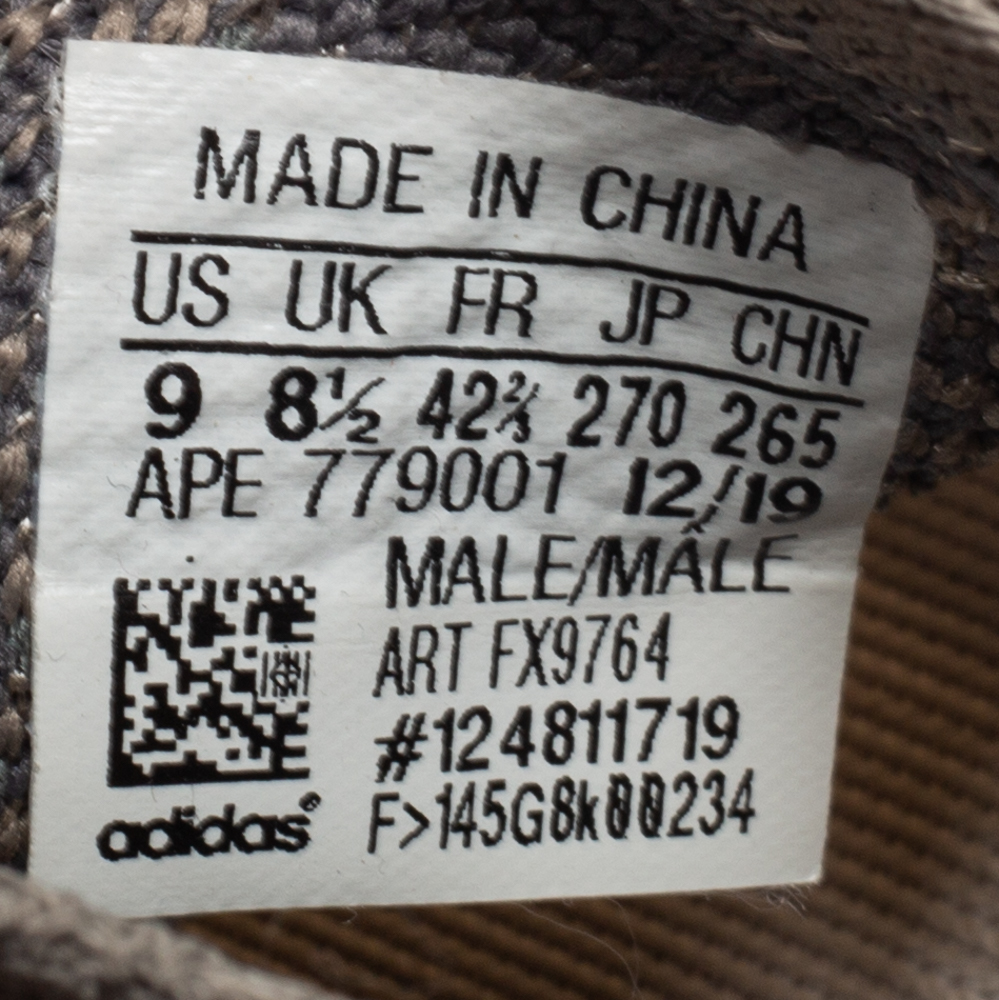 MADE IN CHINA
US UK FR JP CHN
9 8½ 42⅔ 270 265
APE 779001 12/19
MALE/MÂLE
ART FX9764
#124811719
F>145G8k00234
adidas®